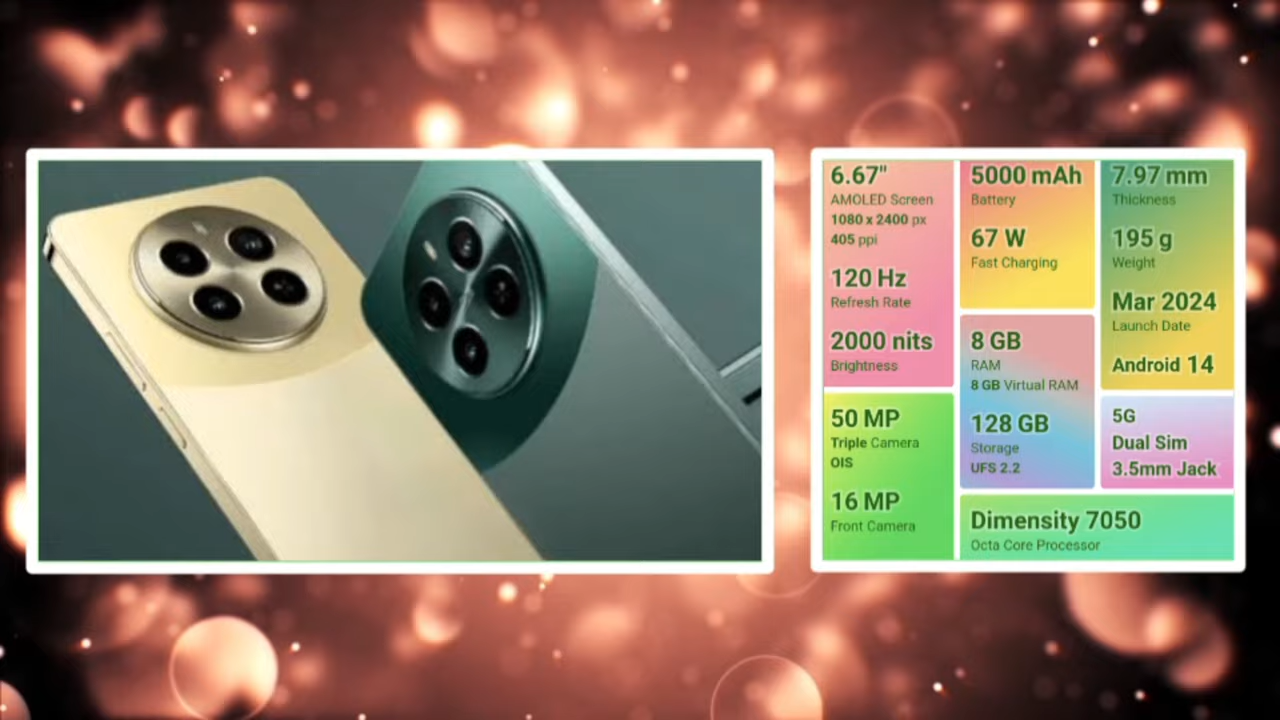 6.67"
AMOLED Screen
1080 x 2400 px
405 ppi
120 Hz
Refresh Rate
2000 nits
Brightness
50 MP
Triple Camera
OIS
16 MP
Front Camera
5000 mAh
Battery
67 W
Fast Charging
8 GB
RAM
8 GB Virtual RAM
128 GB
Storage
UFS 2.2
7.97 mm
Thickness
195 g
Weight
Mar 2024
Launch Date
Android 14
5G
Dual Sim
3.5mm Jack
Dimensity 7050
Octa Core Processor